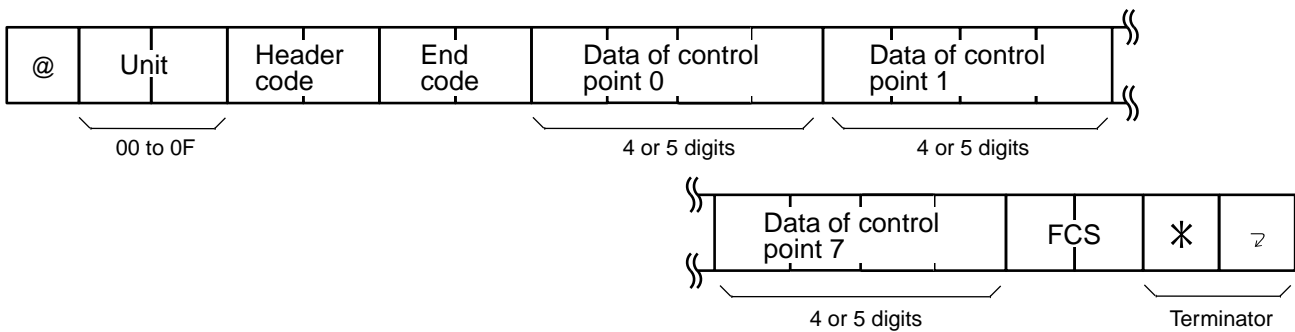 @ Unit Header code End code Data of control point 0 Data of control point 1
00 to 0F 4 or 5 digits 4 or 5 digits
Data of control point 7 FCS * ↵
4 or 5 digits Terminator